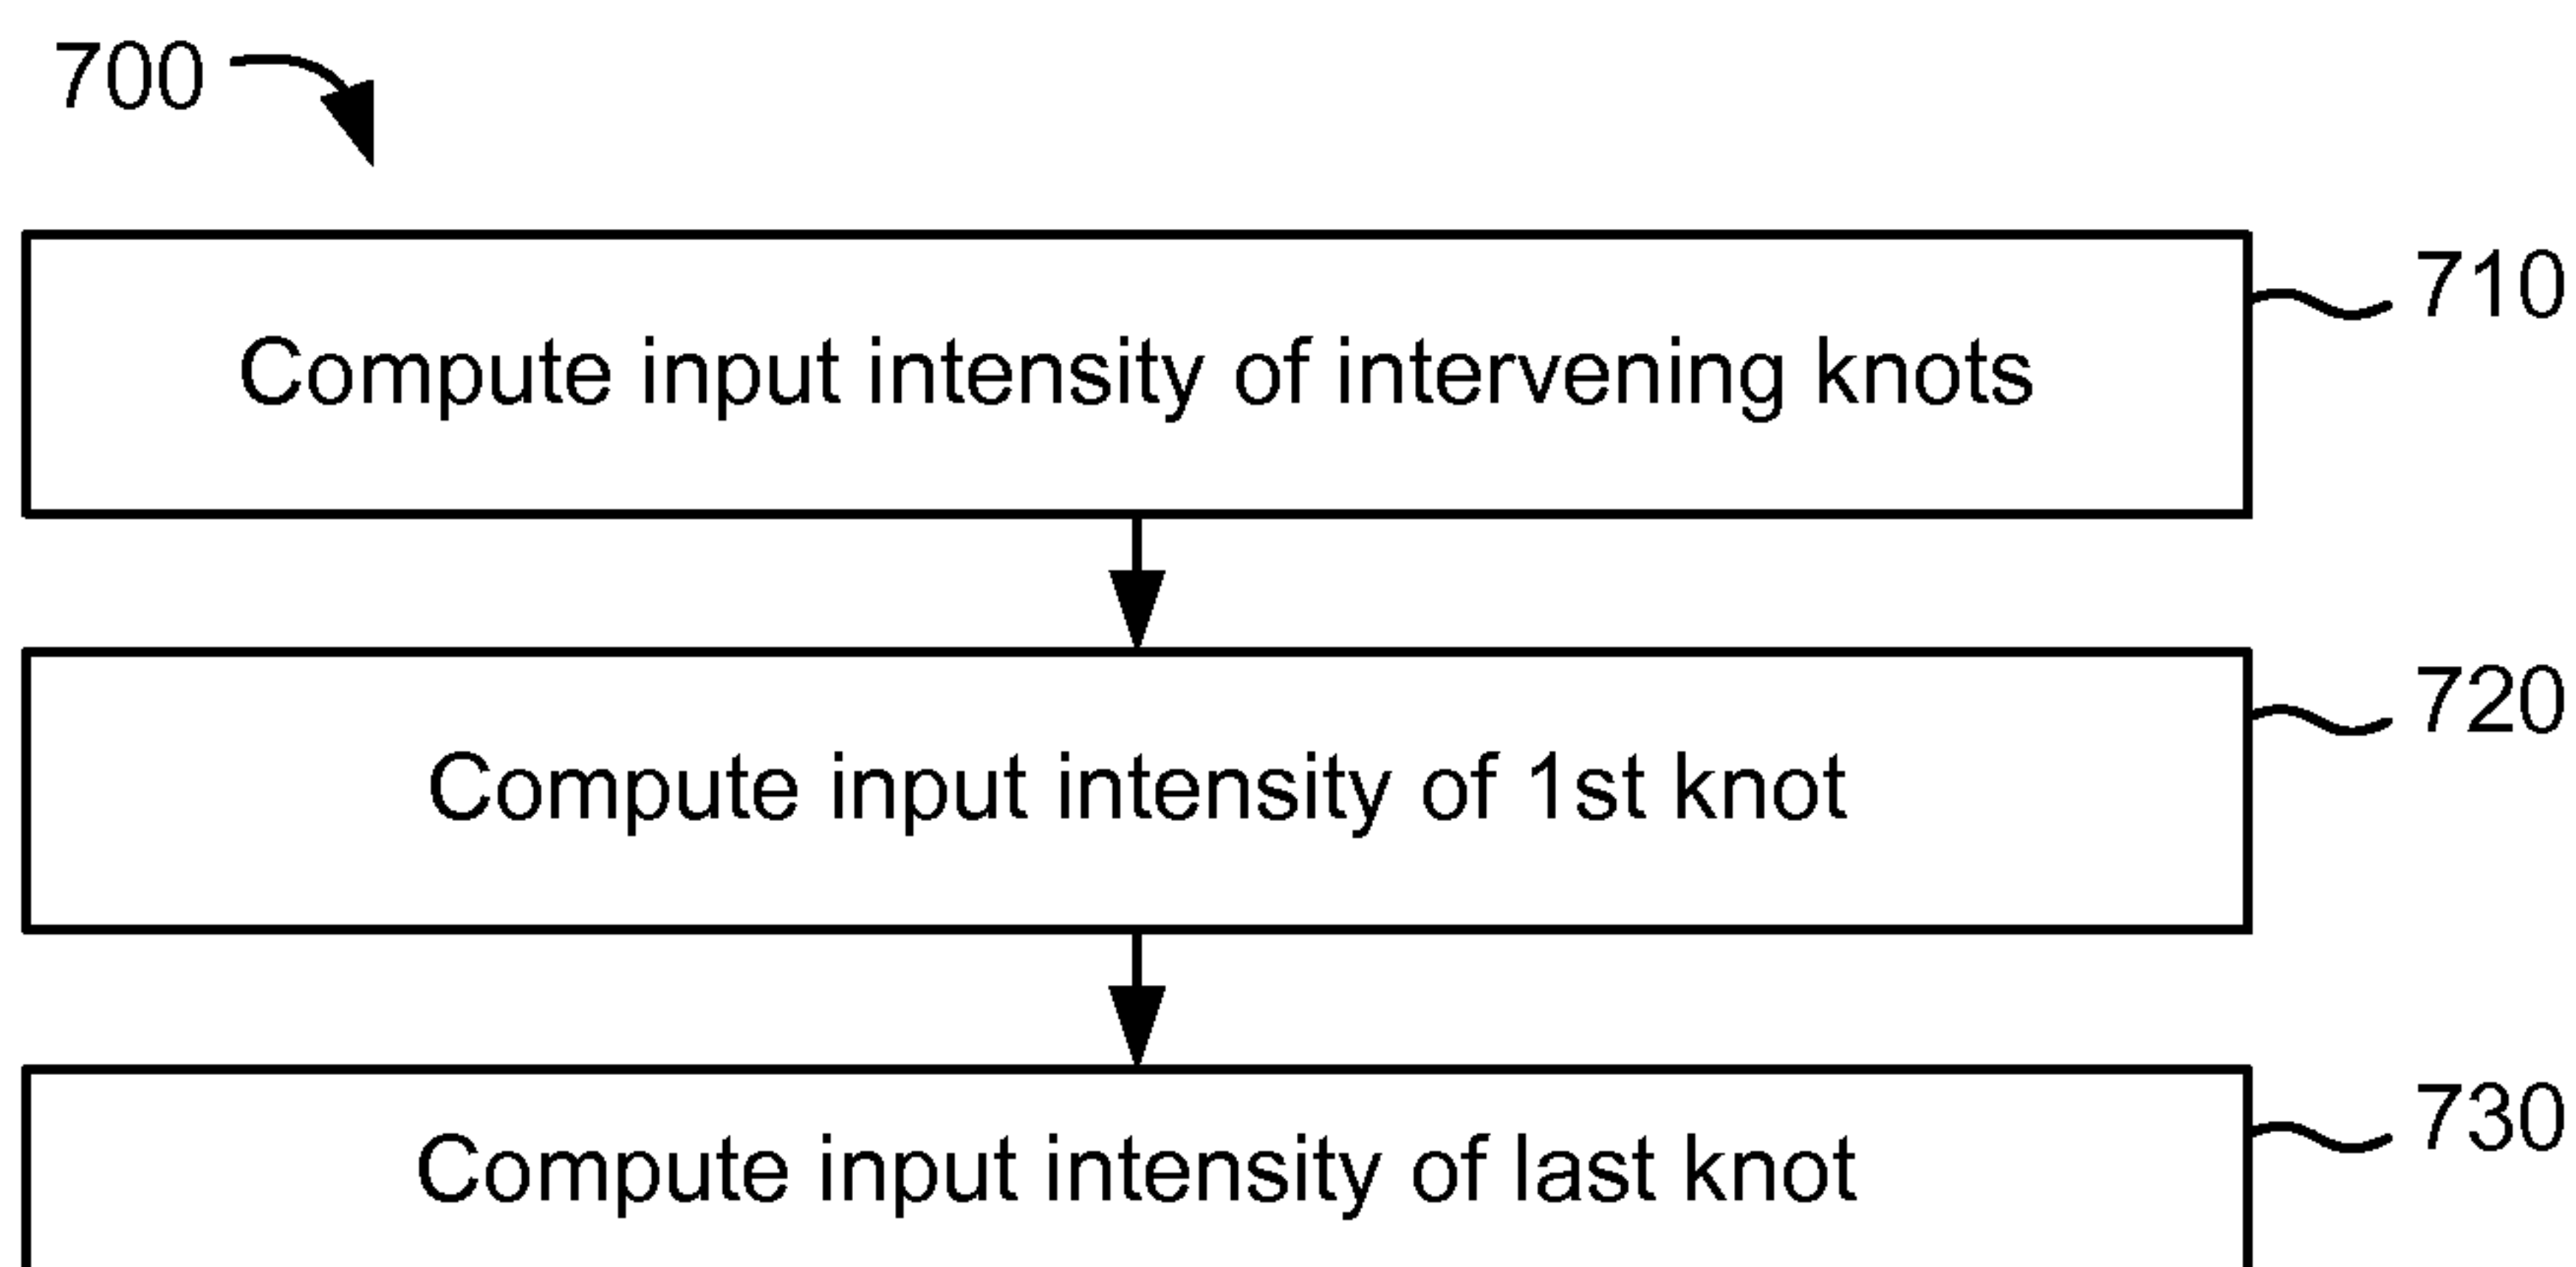 700
Compute input intensity of intervening knots
710
Compute input intensity of 1st knot
720
Compute input intensity of last knot
730